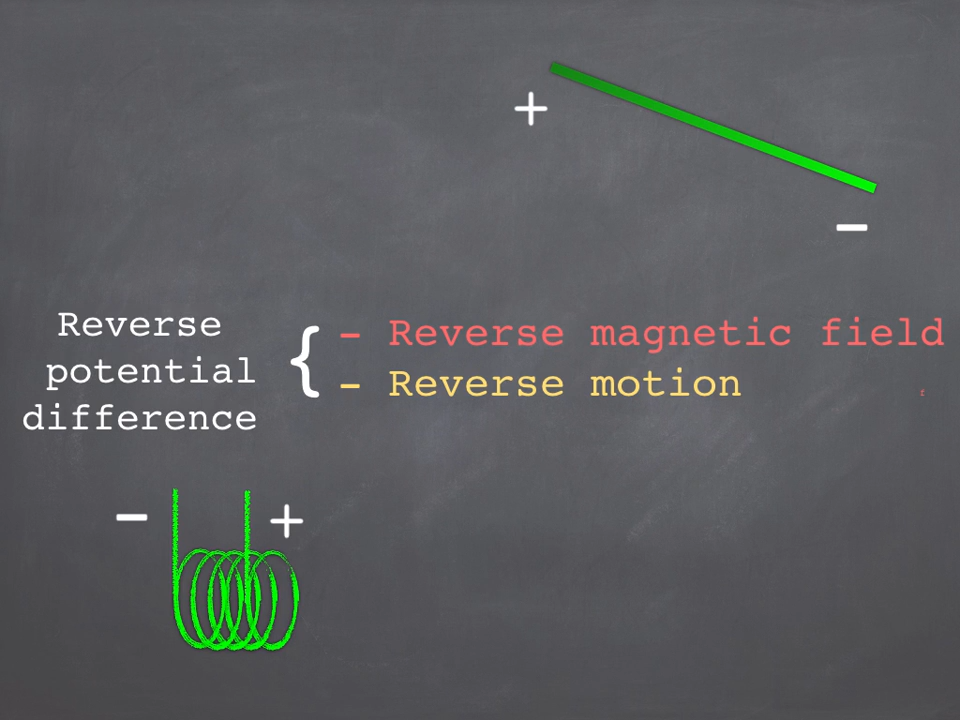 +
-
Reverse
potential
difference
{
- Reverse magnetic field
- Reverse motion
-
+